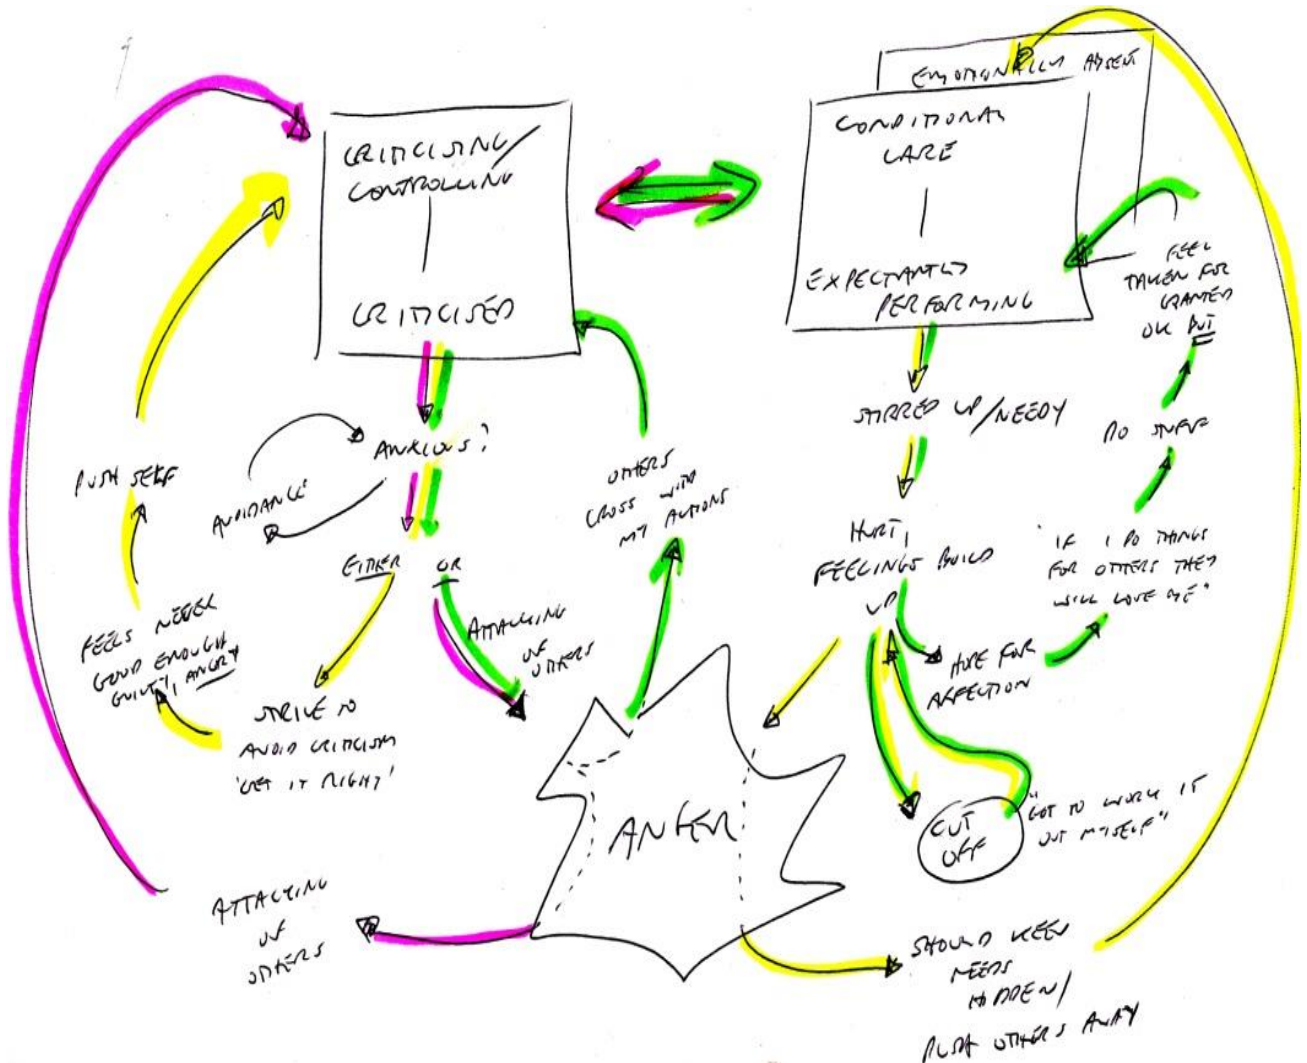 CRITICISING/
CONTROLLING
CRITICISED
EMOTIONALLY ABSENT
CONDITIONAL
CARE
EXPECTANTLY
PERFORMING
FEEL
TAKEN FOR
GRANTED
OK BUT
DO STUFF
"IF I DO THINGS
FOR OTHERS THEY
WILL LOVE ME"
STIRRED UP/NEEDY
HURT,
FEELINGS BUILD
UP
HOPE FOR
AFFECTION
CUT
OFF
"GOT TO WORK IT
OUT MYSELF"
SHOULD KEEP
NEEDS
HIDDEN/
PUSH OTHERS AWAY
ANXIOUS?
AVOIDANCE
EITHER OR
ATTACKING
OF
OTHERS
OTHERS
CROSS WITH
MY ACTIONS
PUSH SELF
FEELS NEVER
GOOD ENOUGH
GUILTY, ANGRY
STRIVE TO
AVOID CRITICISM
'GET IT RIGHT'
ANGER
ATTACKING
OF
OTHERS